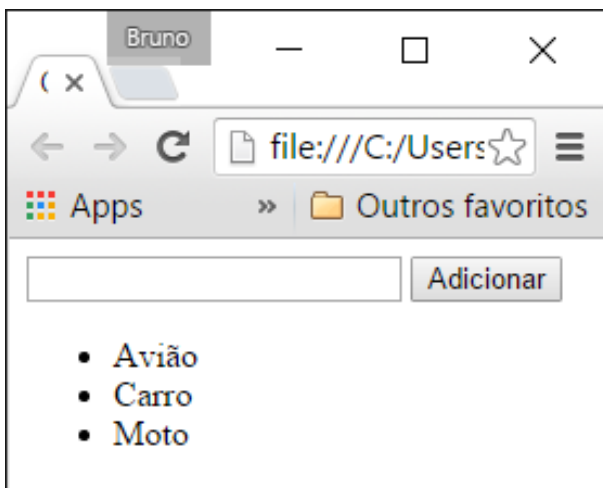 Bruno
(
file:///C:/Users
Apps
»
Outros favoritos
Adicionar
• Avião
• Carro
• Moto